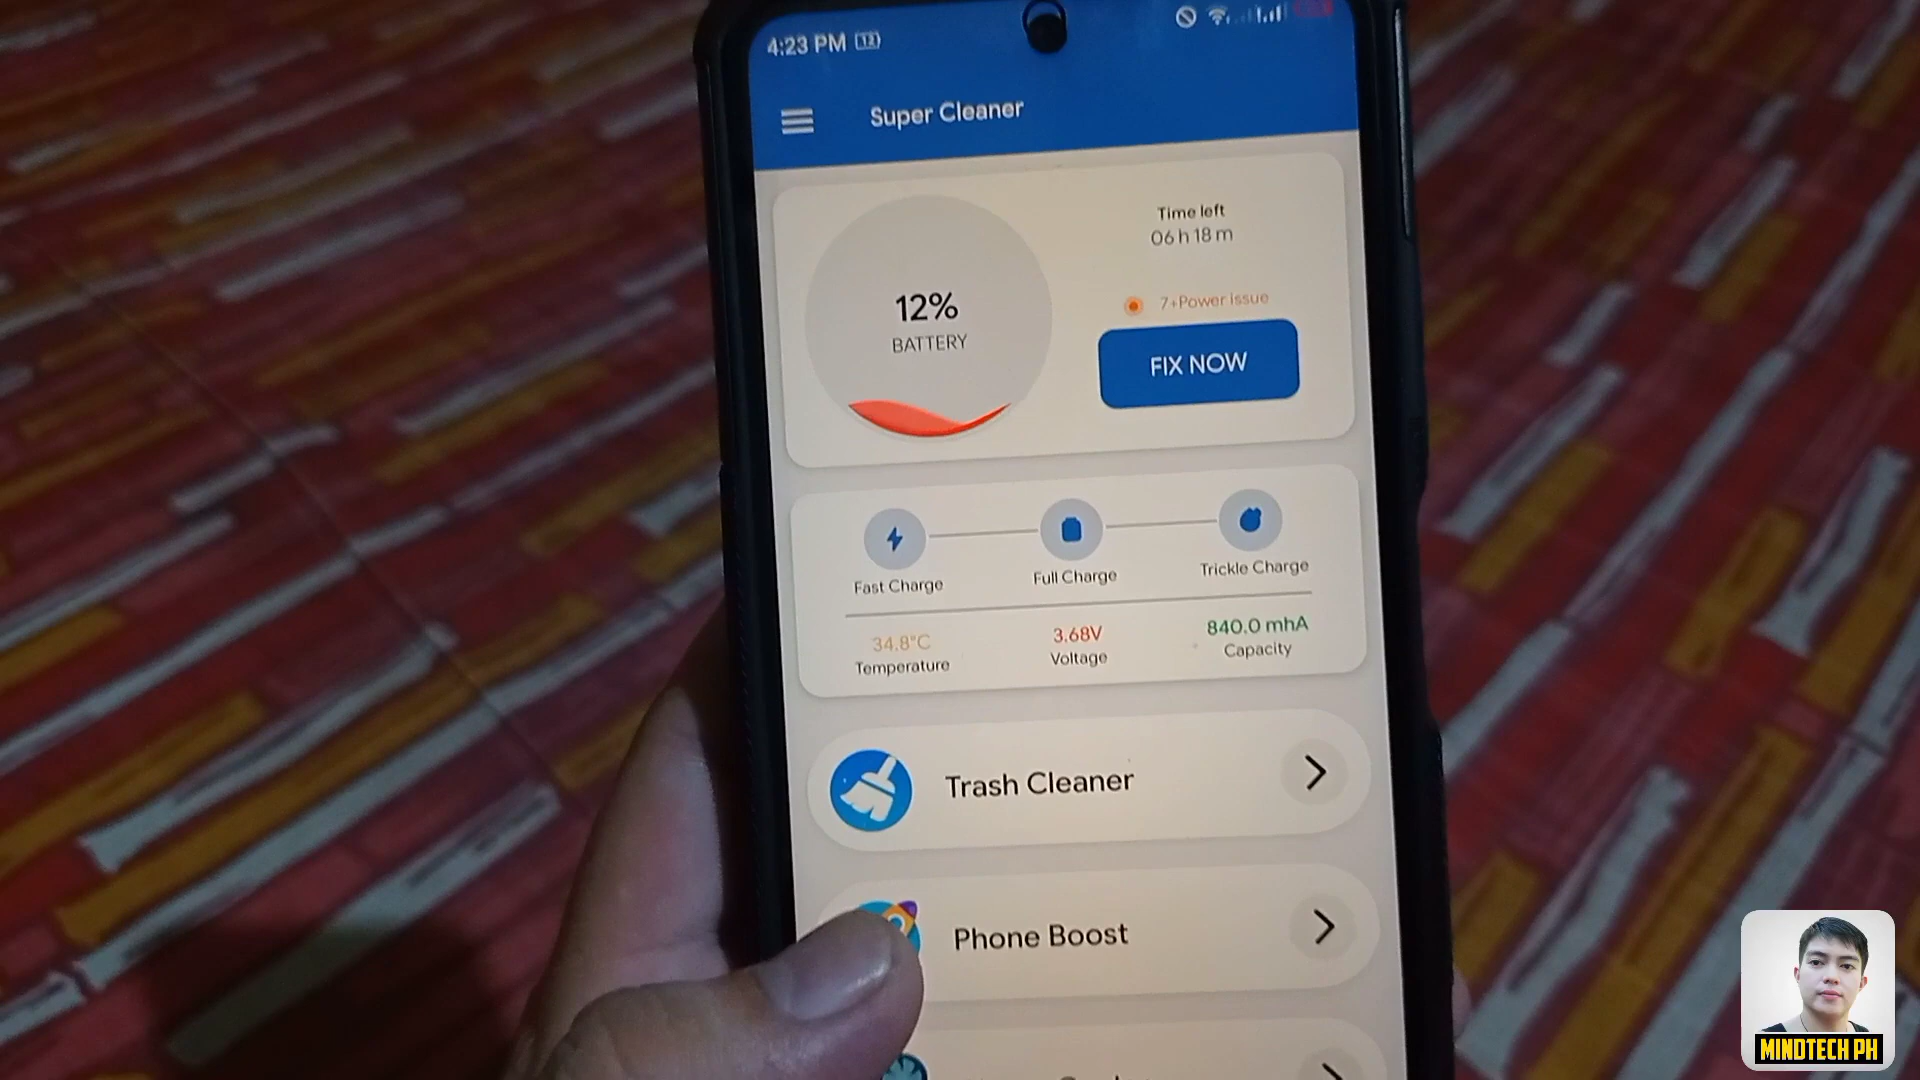 4:23 PM 12
Super Cleaner
Time left
06 h 18 m
12%
BATTERY
7+Power issue
FIX NOW
Fast Charge
Full Charge
Trickle Charge
34.8°C
3.68V
840.0 mhA
Temperature
Voltage
Capacity
Trash Cleaner
Phone Boost
MINDTECH PH